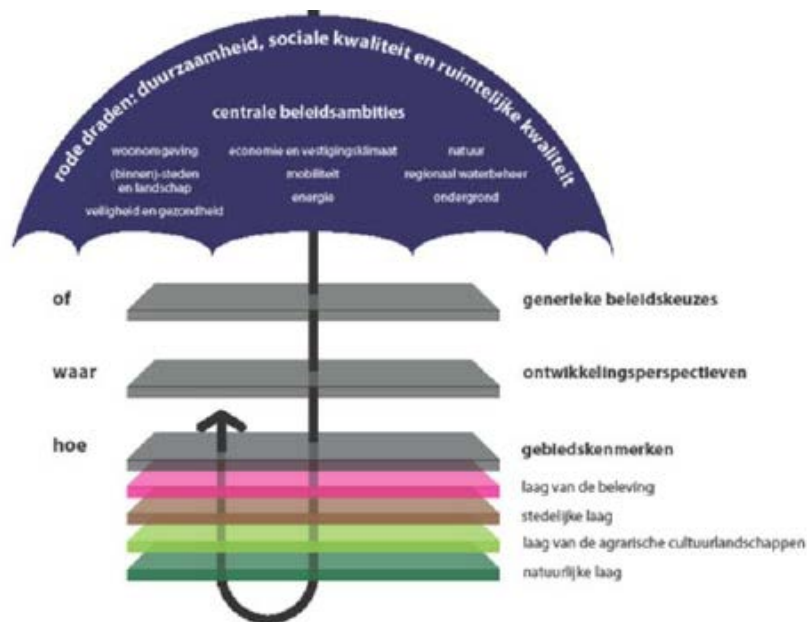 rode draden: duurzaamheid, sociale kwaliteit en ruimtelijke kwaliteit
centrale beleidsambities
woonomgeving
(binnen)-steden
en landschap
veiligheid en gezondheid
economie en vestigingsklimaat
mobiliteit
energie
natuur
regionaal waterbeheer
ondergrond
of
generieke beleidskeuzes
waar
ontwikkelingsperspectieven
hoe
gebiedskenmerken
laag van de beleving
stedelijke laag
laag van de agrarische cultuurlandschappen
natuurlijke laag